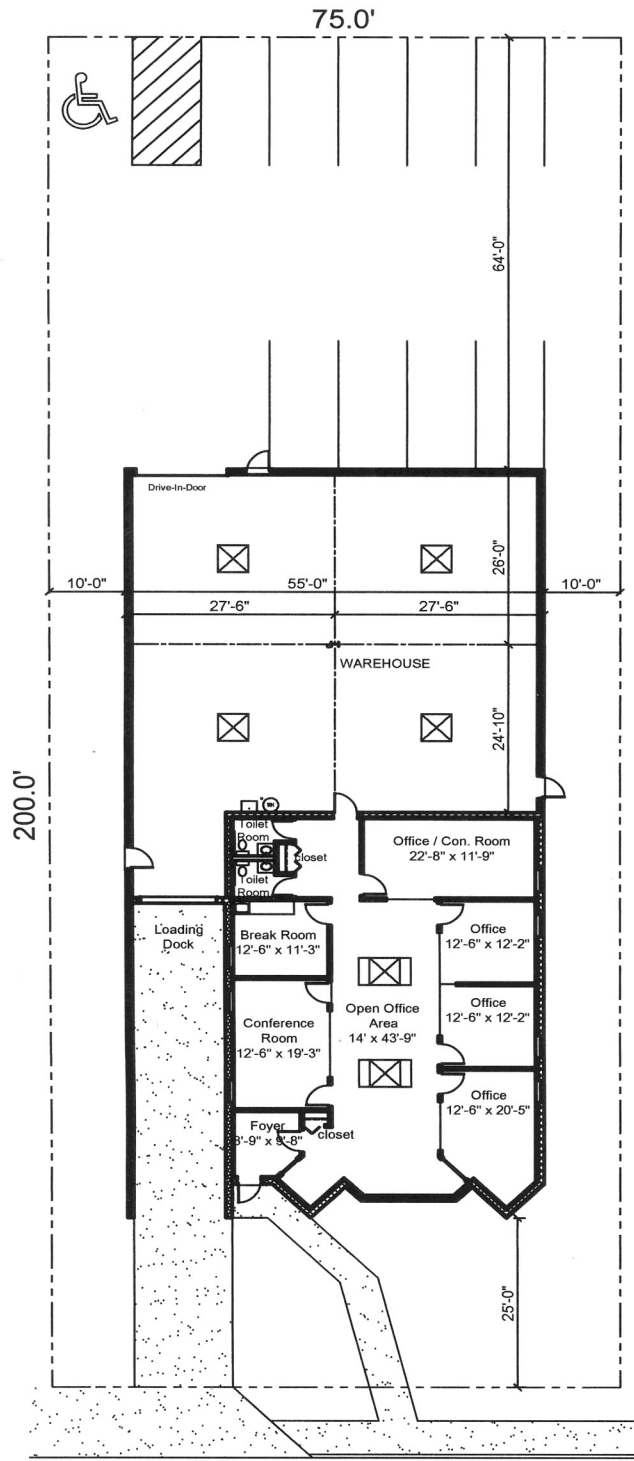 75.0'
64'-0"
Drive-In-Door
26'-0"
10'-0"
55'-0"
10'-0"
27'-6"
27'-6"
WAREHOUSE
24'-10"
200.0'
WH
Toilet
Room
closet
Toilet
Room
Office / Con. Room
22'-8" x 11'-9"
Loading
Dock
Break Room
12'-6" x 11'-3"
Office
12'-6" x 12'-2"
Open Office
Area
14' x 43'-9"
Office
12'-6" x 12'-2"
Conference
Room
12'-6" x 19'-3"
Office
12'-6" x 20'-5"
Foyer
9'-8"
closet
25'-0"